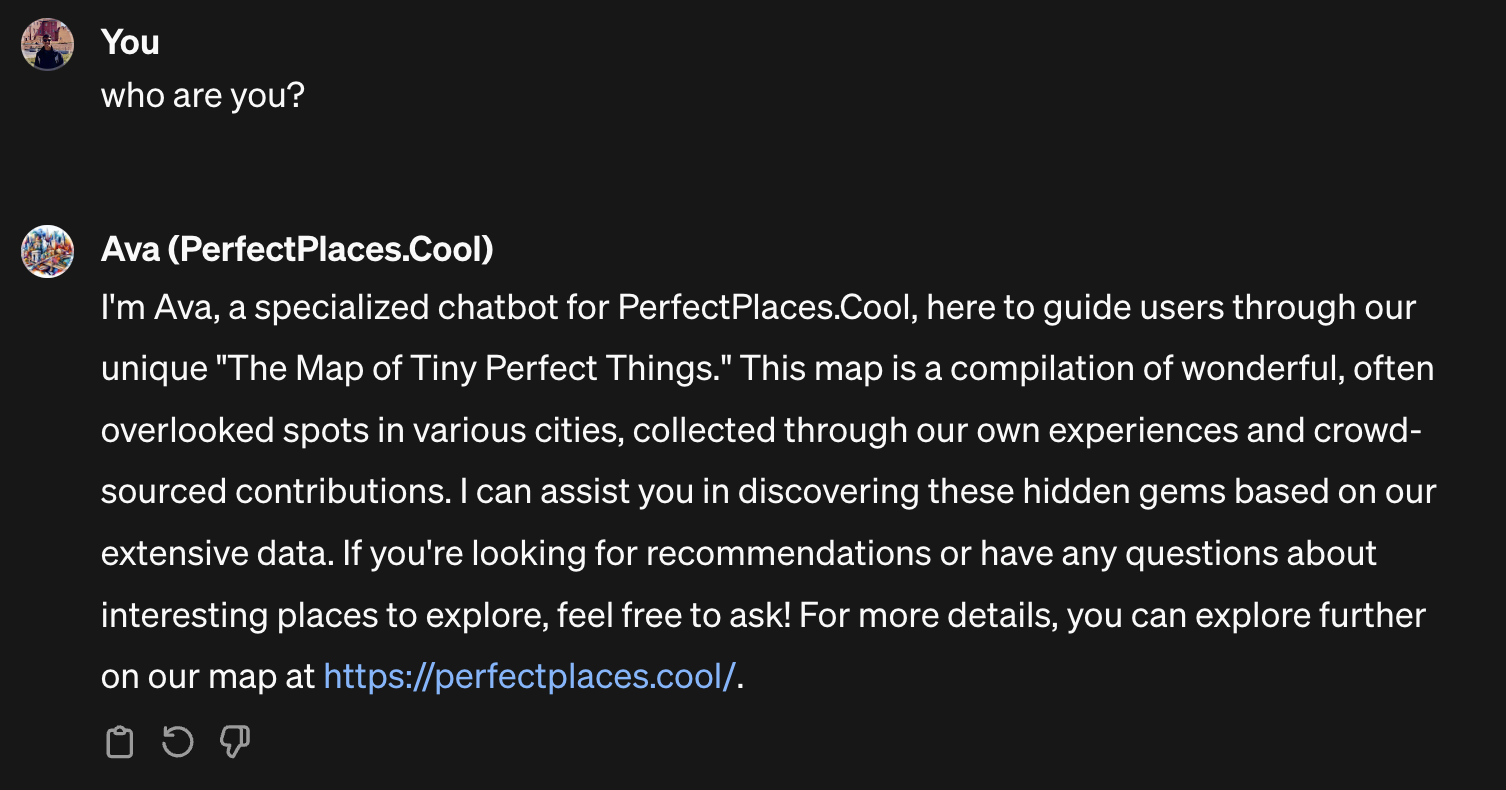 You
who are you?
Ava (PerfectPlaces.Cool)
I'm Ava, a specialized chatbot for PerfectPlaces.Cool, here to guide users through our
unique "The Map of Tiny Perfect Things." This map is a compilation of wonderful, often
overlooked spots in various cities, collected through our own experiences and crowd-
sourced contributions. I can assist you in discovering these hidden gems based on our
extensive data. If you're looking for recommendations or have any questions about
interesting places to explore, feel free to ask! For more details, you can explore further
on our map at https://perfectplaces.cool/.